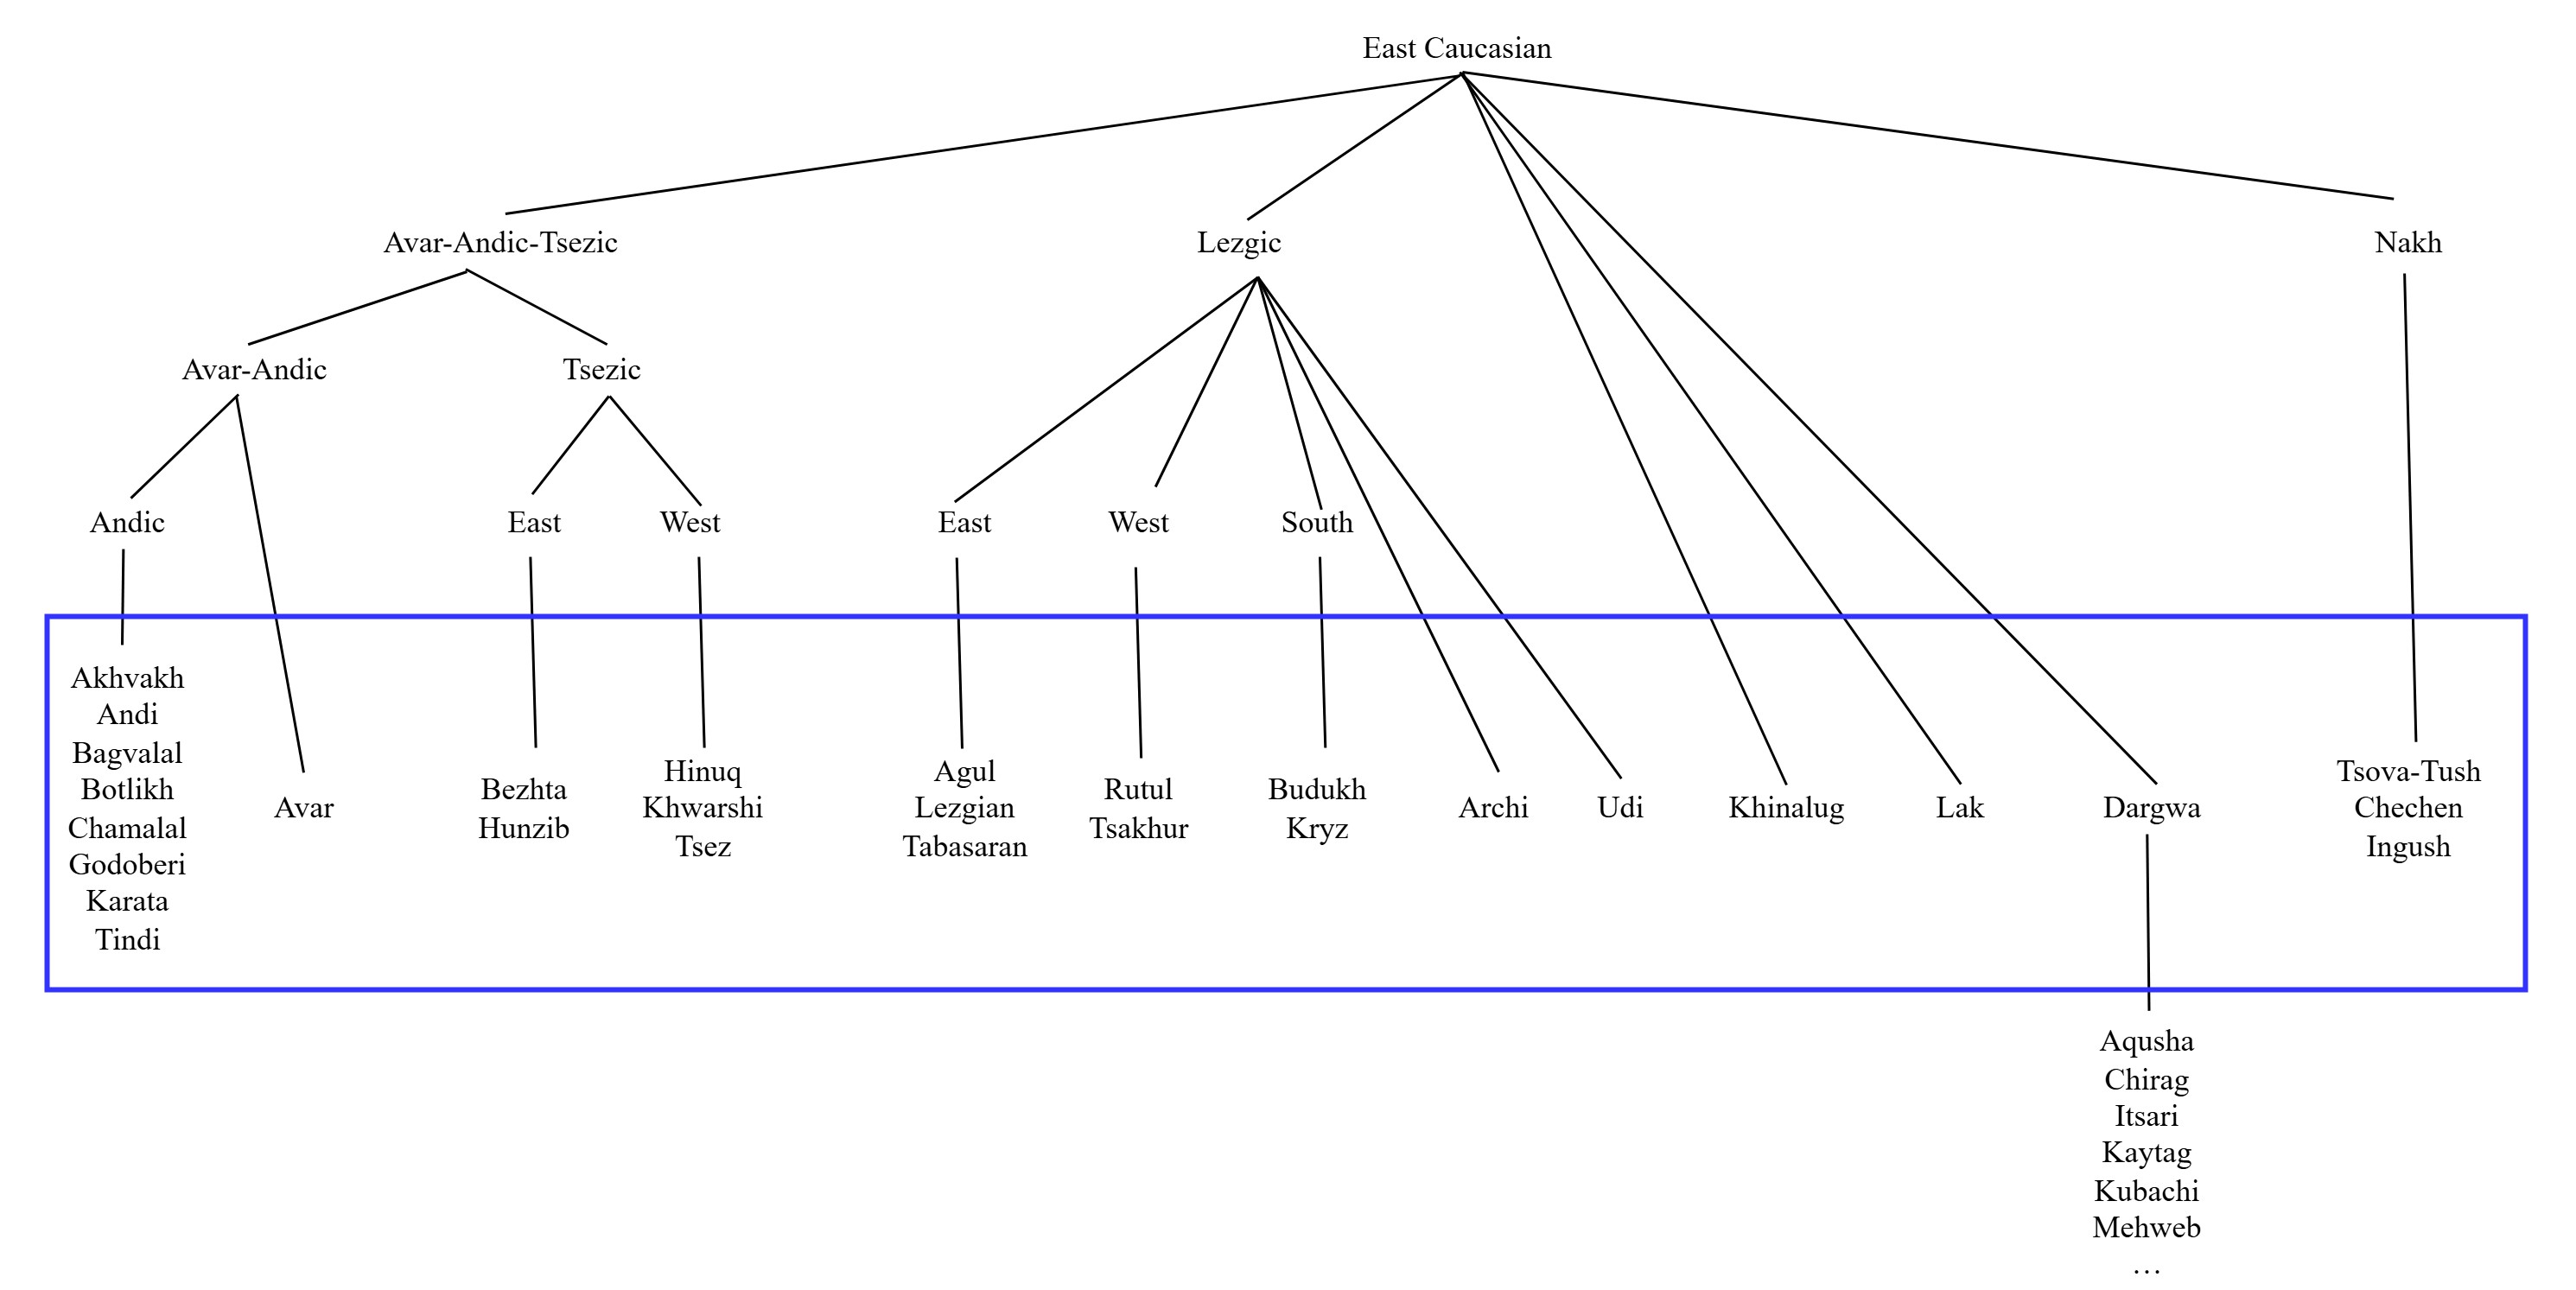 East Caucasian
Avar-Andic-Tsezic
Lezgic
Nakh
Avar-Andic
Tsezic
Andic
East
West
East
West
South
Akhvakh
Andi
Bagvalal
Botlikh
Chamalal
Godoberi
Karata
Tindi
Avar
Bezhta
Hunzib
Hinuq
Khwarshi
Tsez
Agul
Lezgian
Tabasaran
Rutul
Tsakhur
Budukh
Kryz
Archi
Udi
Khinalug
Lak
Dargwa
Tsova-Tush
Chechen
Ingush
Aqusha
Chirag
Itsari
Kaytag
Kubachi
Mehweb
…